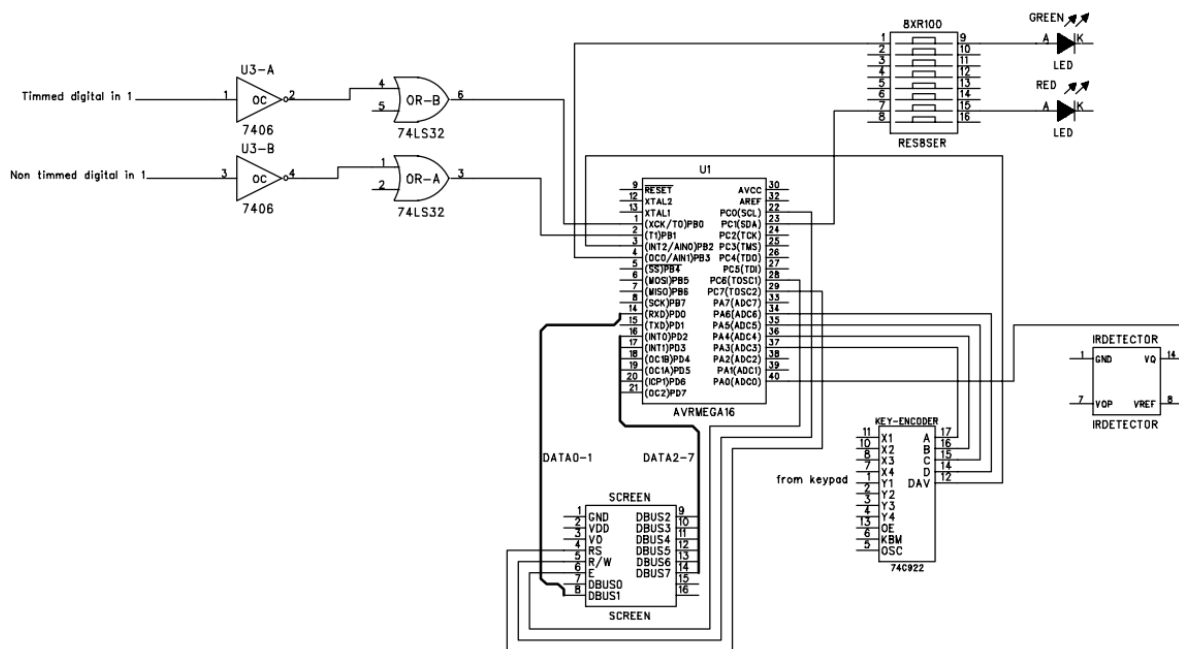 GREEN
8XR100
A K
LED
1 9
2 10
3 11
4 12
5 13
6 14
7 15
8 16
RES8SER
RED
A K
LED
U3-A
Timmed digital in 1
1 OC 2
7406
4
5
OR-B
6
74LS32
U3-B
Non timmed digital in 1
3 OC 4
7406
1
2
OR-A
3
74LS32
U1
9 RESET AVCC 30
12 XTAL2 AREF 32
13 XTAL1 PC0(SCL) 22
1 (XCK/T0)PB0 PC1(SDA) 23
2 (T1)PB1 PC2(TCK) 24
3 (INT2/AIN0)PB2 PC3(TMS) 25
4 (OC0/AIN1)PB3 PC4(TDO) 26
5 (SS)PB4 PC5(TDI) 27
6 (MOSI)PB5 PC6(TOSC1) 28
7 (MISO)PB6 PC7(TOSC2) 29
8 (SCK)PB7 PA7(ADC7) 33
14 (RXD)PD0 PA6(ADC6) 34
15 (TXD)PD1 PA5(ADC5) 35
16 (INT0)PD2 PA4(ADC4) 36
17 (INT1)PD3 PA3(ADC3) 37
18 (OC1B)PD4 PA2(ADC2) 38
19 (OC1A)PD5 PA1(ADC1) 39
20 (ICP1)PD6 PA0(ADC0) 40
21 (OC2)PD7
AVRMEGA16
IRDETECTOR
1 GND VQ 14
7 VOP VREF 8
IRDETECTOR
KEY-ENCODER
11 X1 A 17
10 X2 B 16
8 X3 C 15
7 X4 D 14
1 Y1 DAV 12
2 Y2
3 Y3
4 Y4
13 OE
6 KBM
5 OSC
74C922
from keypad
DATA0-1
DATA2-7
SCREEN
1 GND DBUS2 9
2 VDD DBUS3 10
3 VO DBUS4 11
4 RS DBUS5 12
5 R/W DBUS6 13
6 E DBUS7 14
7 DBUS0 15
8 DBUS1 16
SCREEN